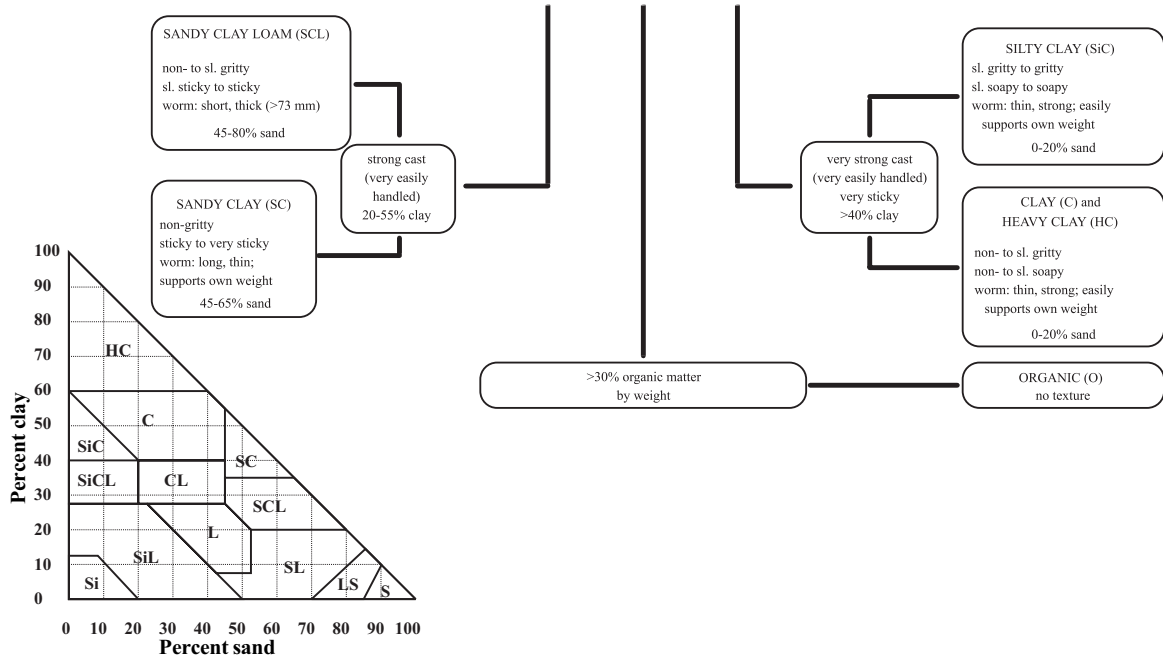 SANDY CLAY LOAM (SCL)
non- to sl. gritty
sl. sticky to sticky
worm: short, thick (>73 mm)
45-80% sand
SANDY CLAY (SC)
non-gritty
sticky to very sticky
worm: long, thin;
supports own weight
45-65% sand
strong cast
(very easily
handled)
20-55% clay
very strong cast
(very easily handled)
very sticky
>40% clay
SILTY CLAY (SiC)
sl. gritty to gritty
sl. soapy to soapy
worm: thin, strong; easily
supports own weight
0-20% sand
CLAY (C) and
HEAVY CLAY (HC)
non- to sl. gritty
non- to sl. soapy
worm: thin, strong; easily
supports own weight
0-20% sand
>30% organic matter
by weight
ORGANIC (O)
no texture
Percent clay
100
90
80
70
60
50
40
30
20
10
0
HC
C
SiC
SC
SiCL
CL
SCL
L
SiL
SL
Si
LS
S
0 10 20 30 40 50 60 70 80 90 100
Percent sand